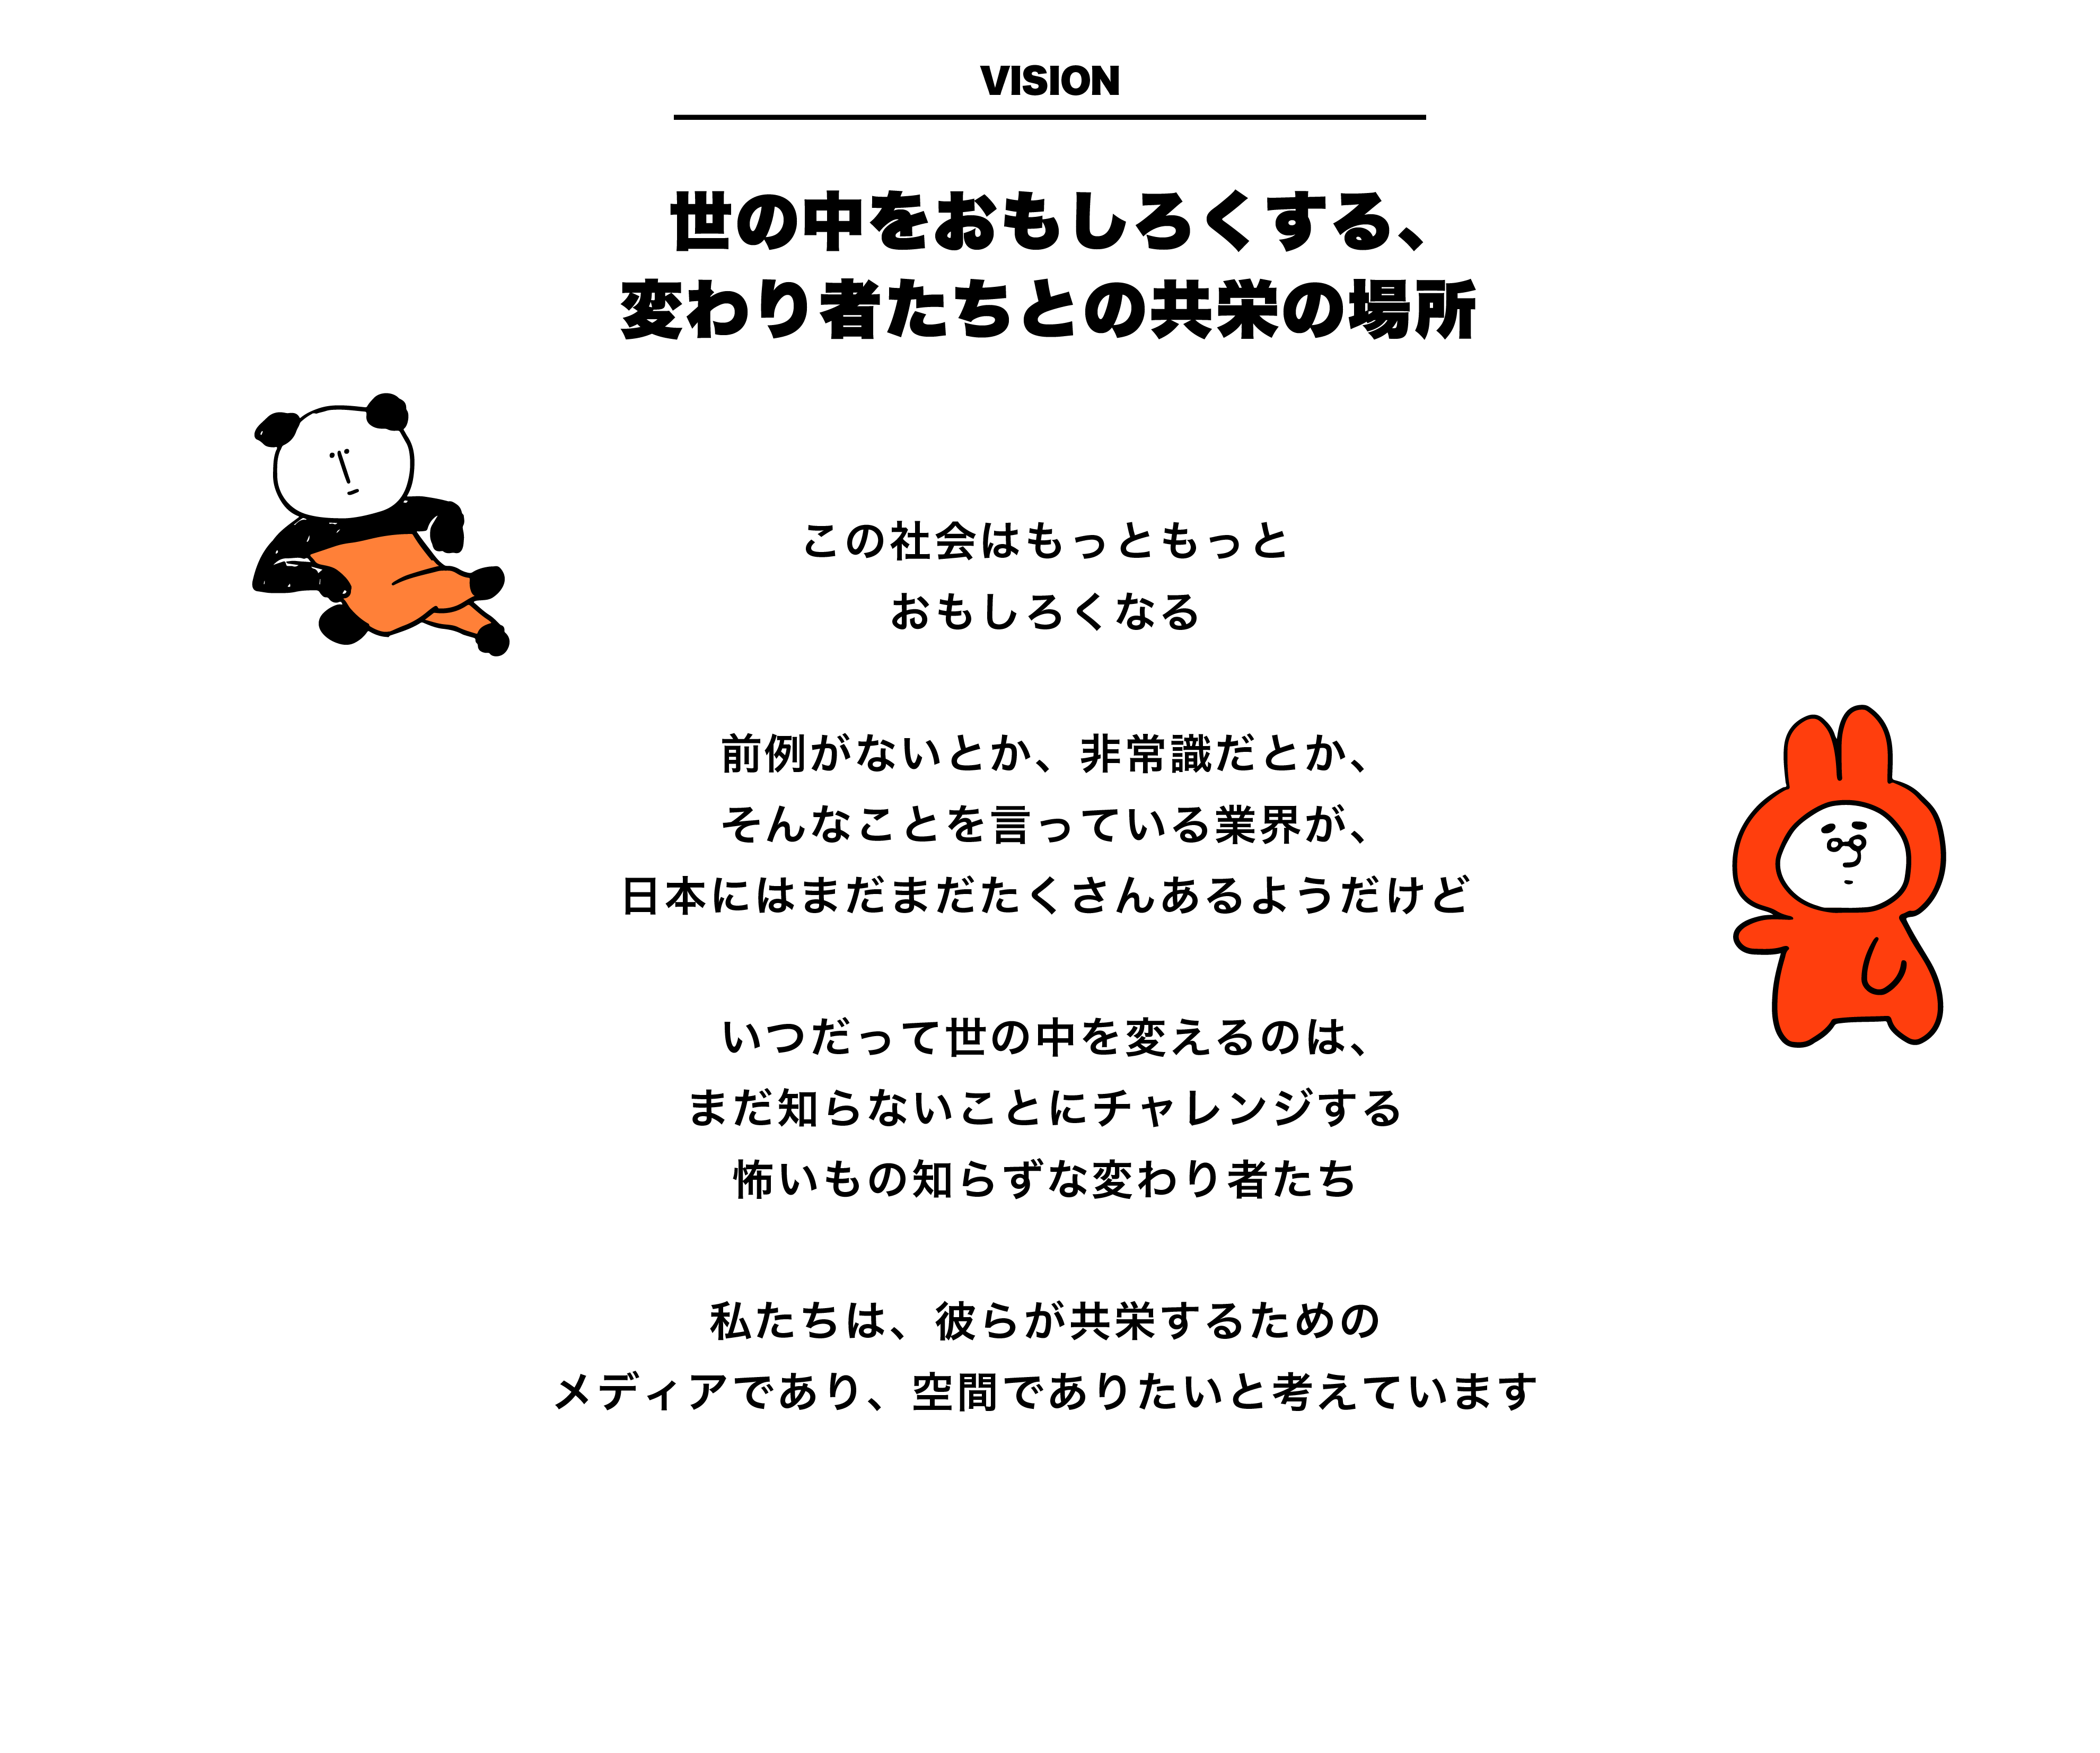 VISION
世の中をおもしろくする、
変わり者たちとの共栄の場所
この社会はもっともっと
おもしろくなる
前例がないとか、非常識だとか、
そんなことを言っている業界が、
日本にはまだまだたくさんあるようだけど
いつだって世の中を変えるのは、
まだ知らないことにチャレンジする
怖いもの知らずな変わり者たち
私たちは、彼らが共栄するための
メディアであり、空間でありたいと考えています